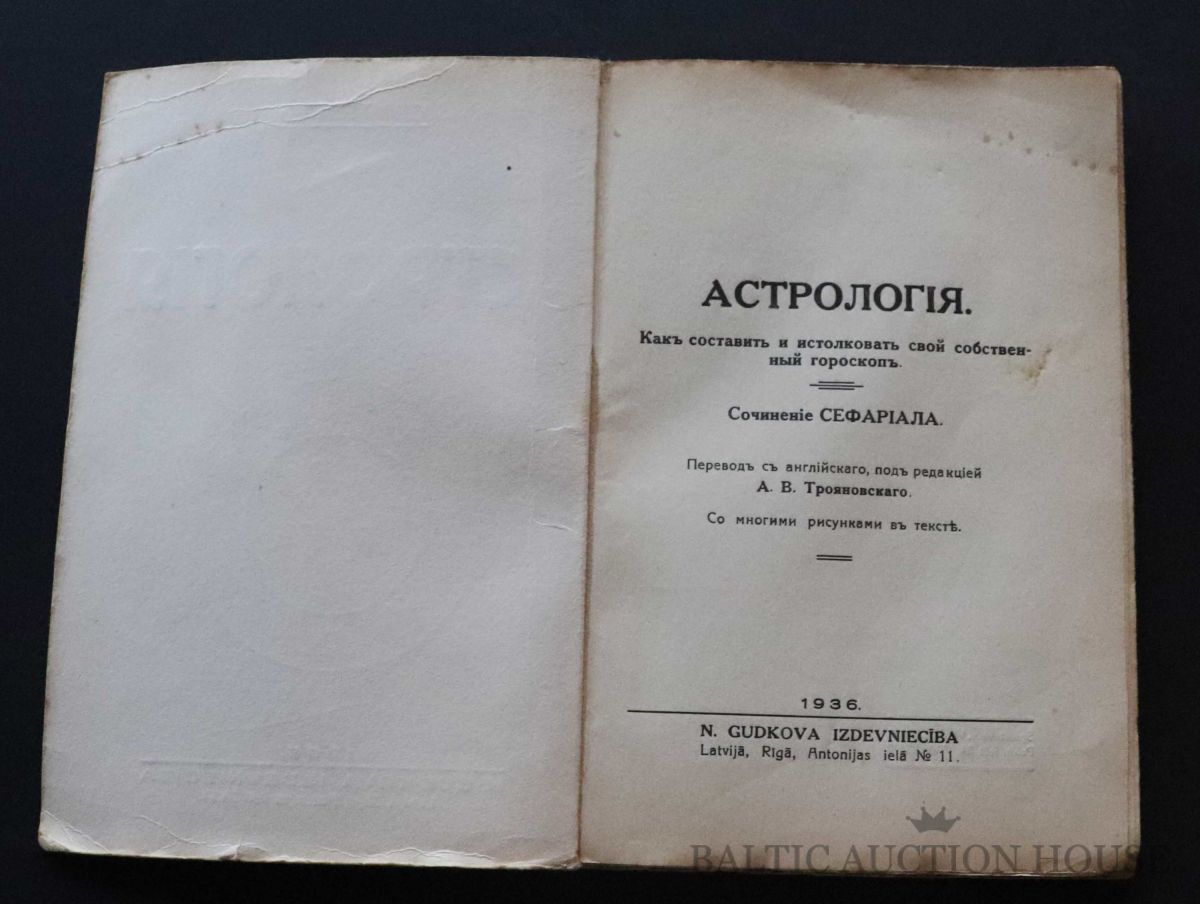 АСТРОЛОГІЯ.
Какъ составить и истолковать свой собствен-
ный гороскопъ.
Сочиненіе СЕФАРІАЛА.
Переводъ съ англійскаго, подъ редакціей
А. В. Трояновскаго.
Со многими рисунками въ текстѣ.
1936.
N. GUDKOVA IZDEVNIECĪBA
Latvijā, Rīgā, Antonijas ielā № 11.
BALTIC AUCTION HOUSE